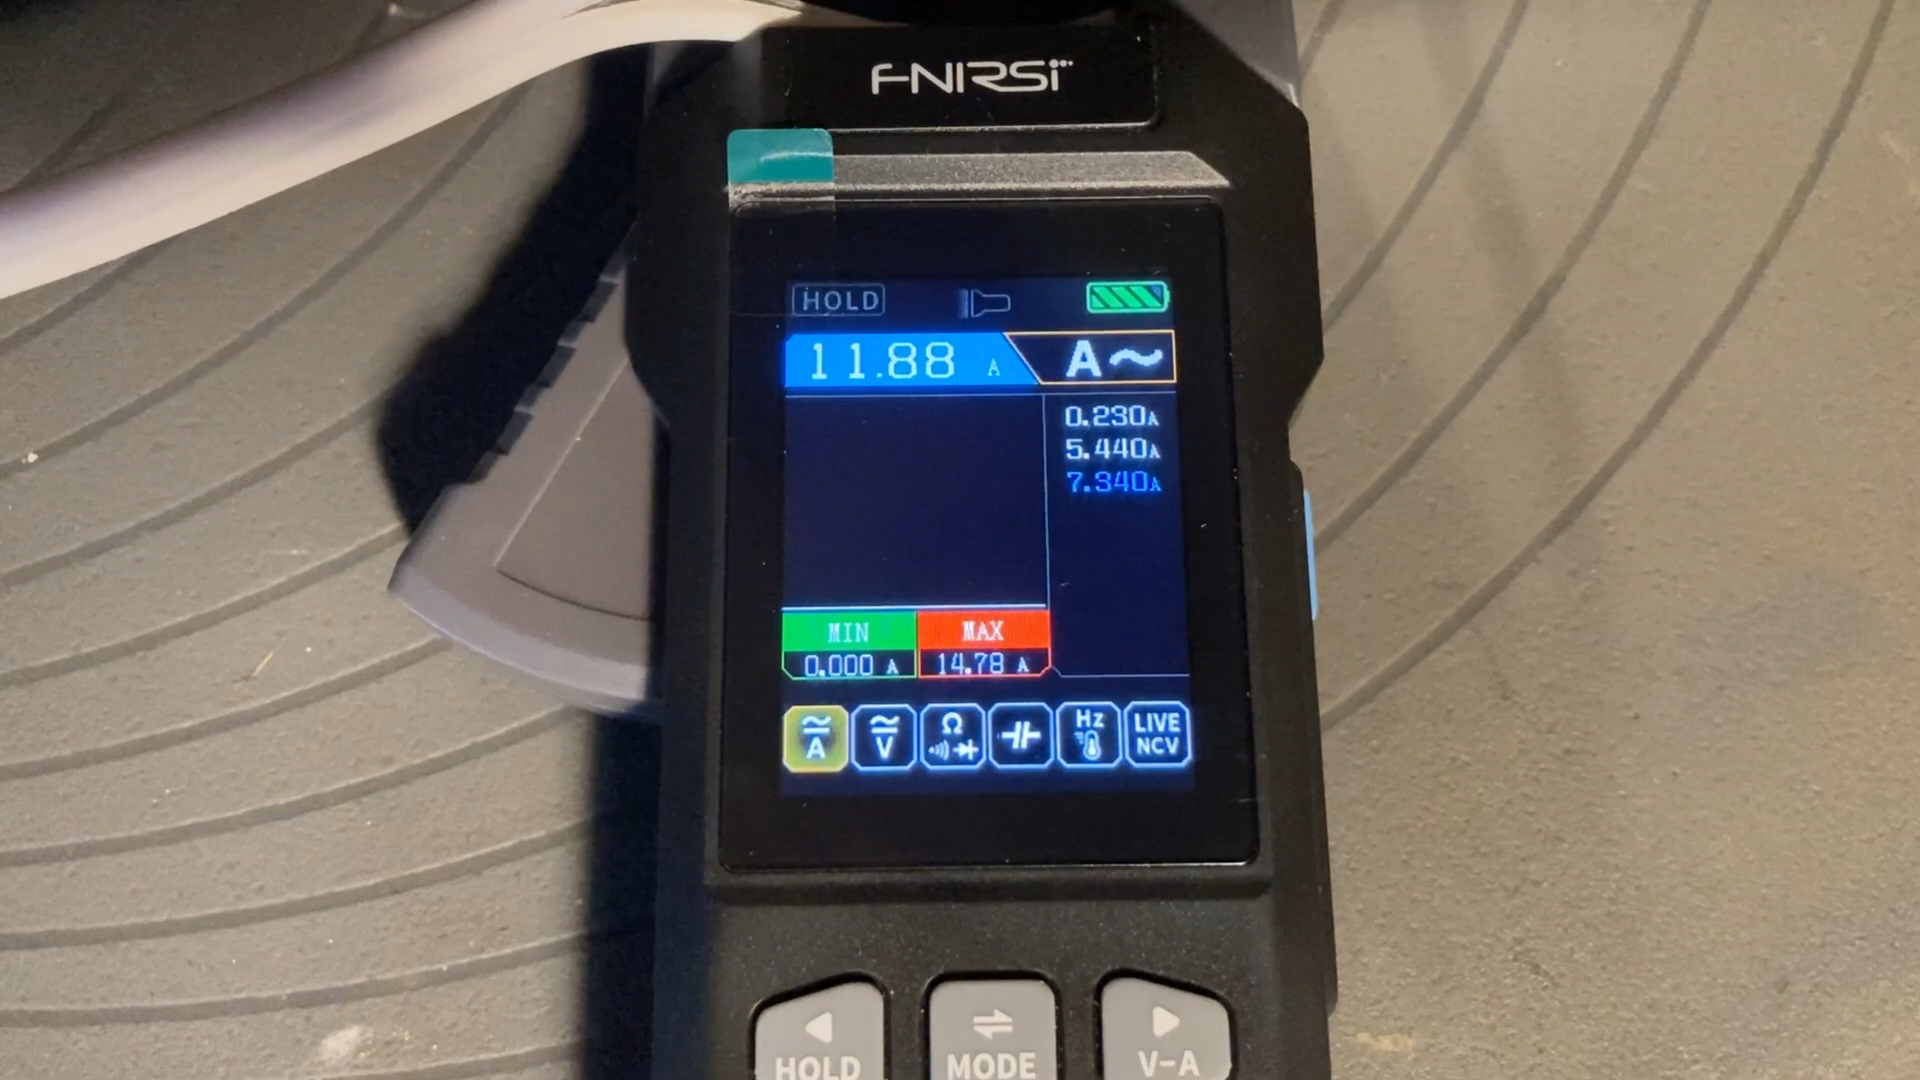 FNIRSI
HOLD
11.88 A
A~
0.230A
5.440A
7.340A
MIN
MAX
0.000 A
14.78 A
A
V
Ω
Hz
LIVE
NCV
HOLD
MODE
V-A